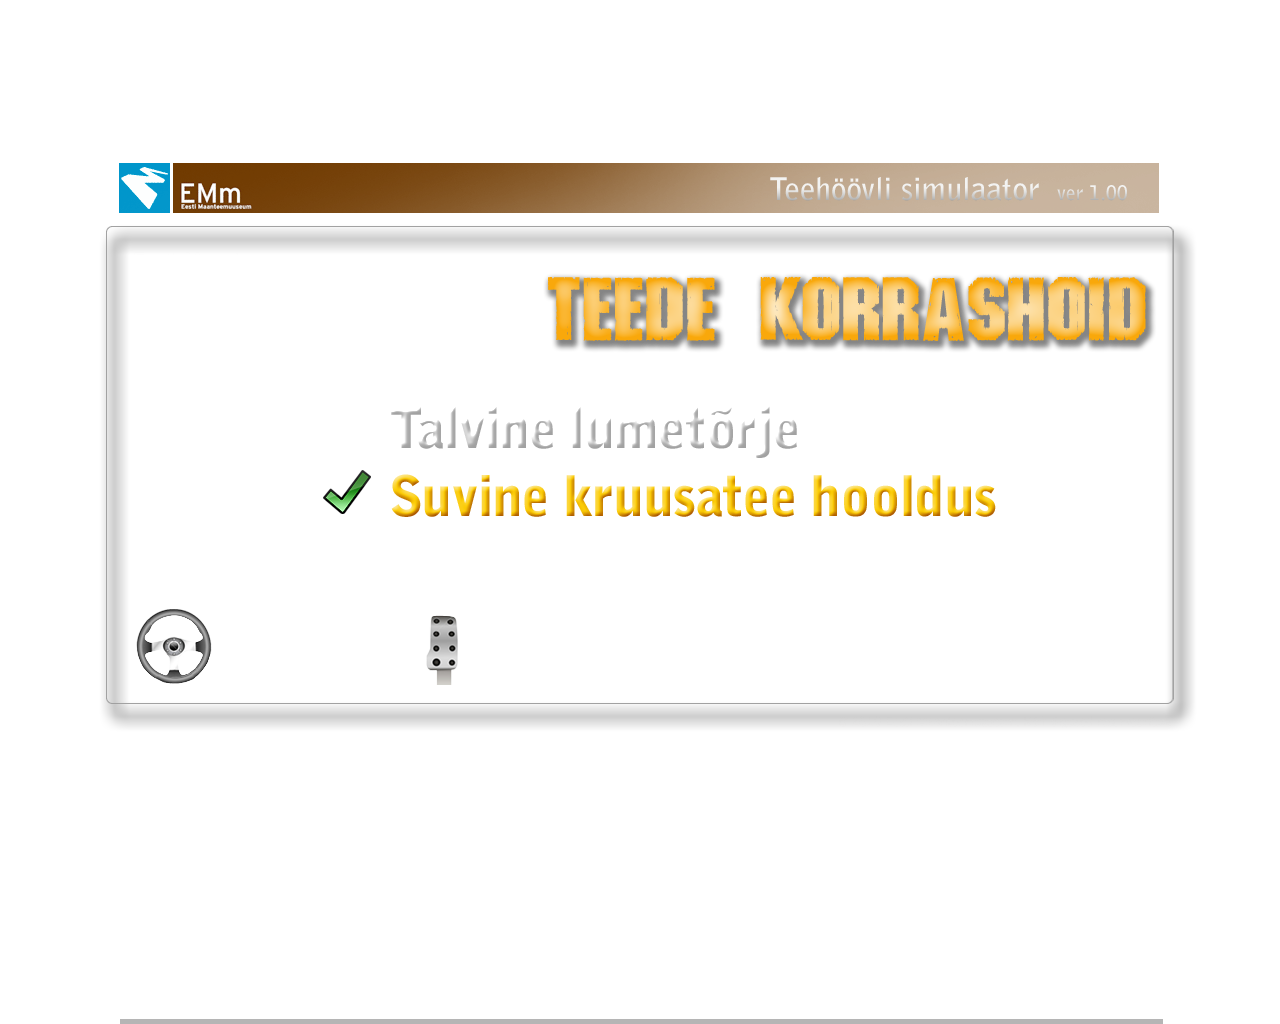 EMm
Eesti Maanteemuuseum
Teehöövli simulaator ver 1.00
TEEDE KORRASHOID
Talvine lumetõrje
Suvine kruusatee hooldus